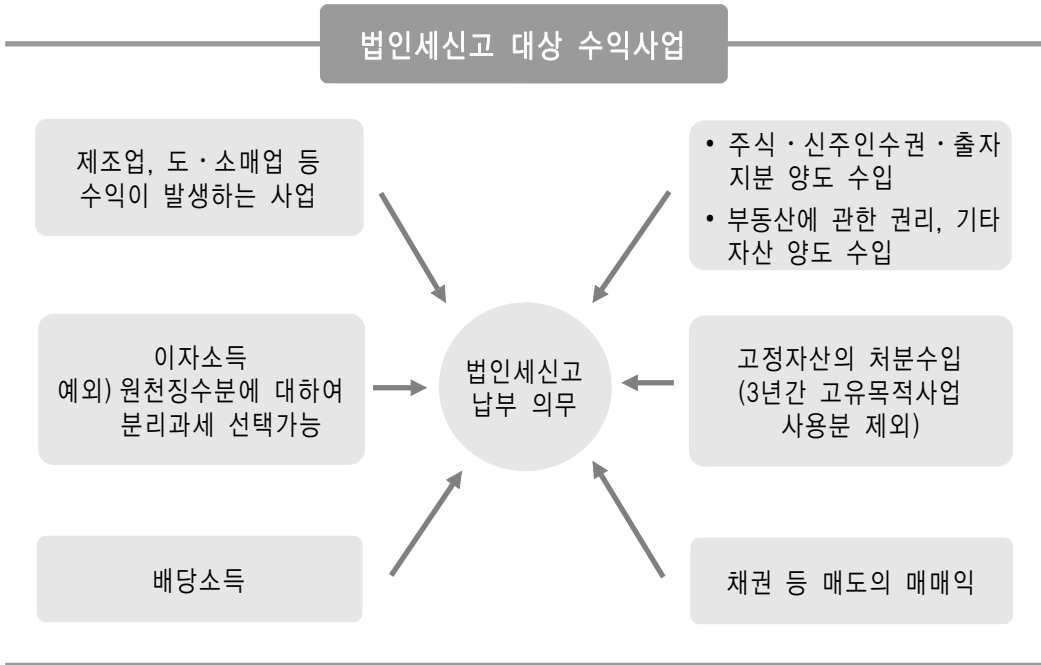 법인세신고 대상 수익사업
제조업, 도·소매업 등
수익이 발생하는 사업
이자소득
예외) 원천징수분에 대하여
분리과세 선택가능
배당소득
법인세신고
납부 의무
• 주식·신주인수권·출자
지분 양도 수입
• 부동산에 관한 권리, 기타
자산 양도 수입
고정자산의 처분수입
(3년간 고유목적사업
사용분 제외)
채권 등 매도의 매매익